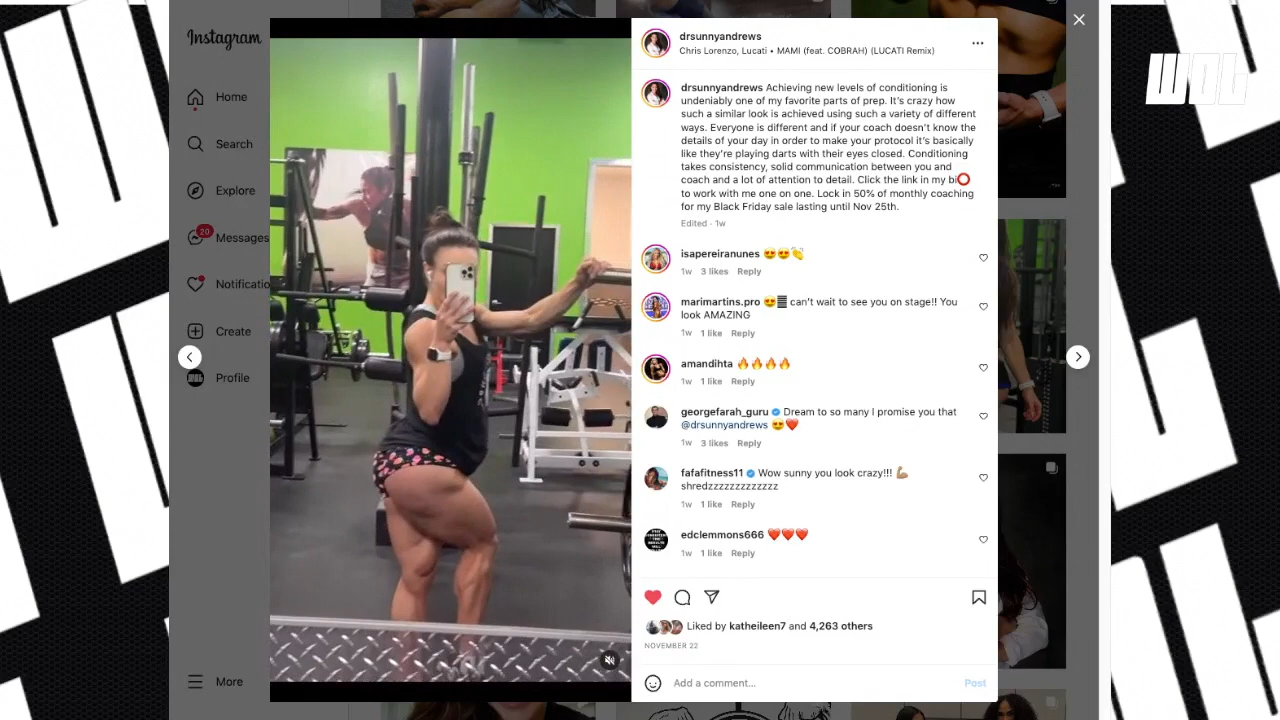 Instagram
Home
Search
Explore
20
Messages
Notificatio
Create
Profile
More
drsunnyandrews
Chris Lorenzo, Lucati • MAMI (feat. COBRAH) (LUCATI Remix)
drsunnyandrews Achieving new levels of conditioning is
undeniably one of my favorite parts of prep. It's crazy how
such a similar look is achieved using such a variety of different
ways. Everyone is different and if your coach doesn't know the
details of your day in order to make your protocol it's basically
like they're playing darts with their eyes closed. Conditioning
takes consistency, solid communication between you and
coach and a lot of attention to detail. Click the link in my bi⭕
to work with me one on one. Lock in 50% of monthly coaching
for my Black Friday sale lasting until Nov 25th.
Edited · 1w
isapereiranunes 😍😍👏
1w 3 likes Reply
marimartins.pro 😍 can't wait to see you on stage!! You
look AMAZING
1w 1 like Reply
amandihta 🔥🔥🔥🔥
1w 1 like Reply
georgefarah_guru Dream to so many I promise you that
@drsunnyandrews 😍❤️
1w 3 likes Reply
fafafitness11 Wow sunny you look crazy!!! 💪🏽
shredzzzzzzzzzzzzz
1w 1 like Reply
edclemmons666 ❤️❤️❤️
1w 1 like Reply
Liked by katheileen7 and 4,263 others
NOVEMBER 22
Add a comment...
Post